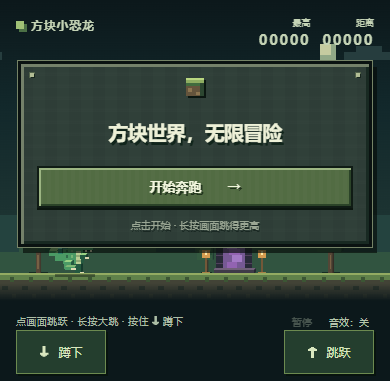 方块小恐龙
最高 距离
00000 00000
方块世界，无限冒险
开始奔跑 →
点击开始 · 长按画面跳得更高
点画面跳跃 · 长按大跳 · 按住 ↓ 蹲下
暂停 音效：关
↓ 蹲下
↑ 跳跃